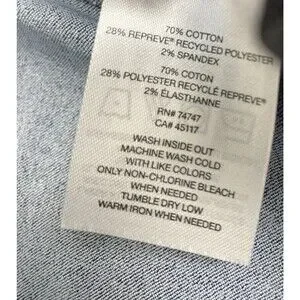 70% COTTON
28% REPREVE® RECYCLED POLYESTER
2% SPANDEX
70% COTON
28% POLYESTER RECYCLÉ REPREVE®
2% ÉLASTHANNE
RN# 74747
CA# 45117
WASH INSIDE OUT
MACHINE WASH COLD
WITH LIKE COLORS
ONLY NON-CHLORINE BLEACH
WHEN NEEDED
TUMBLE DRY LOW
WARM IRON WHEN NEEDED